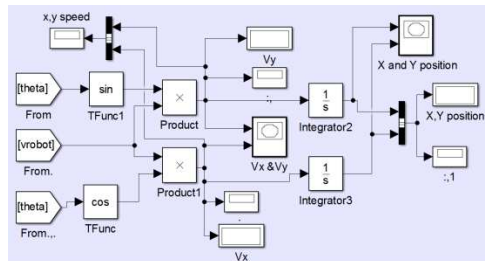 x,y speed
[theta]
From
sin
TFunc1
×
Product
Vy
:,
1
s
Integrator2
X and Y position
X,Y position
[vrobot]
From.
×
Product1
Vx &Vy
1
s
Integrator3
:,1
[theta]
From.,.
cos
TFunc
.
Vx